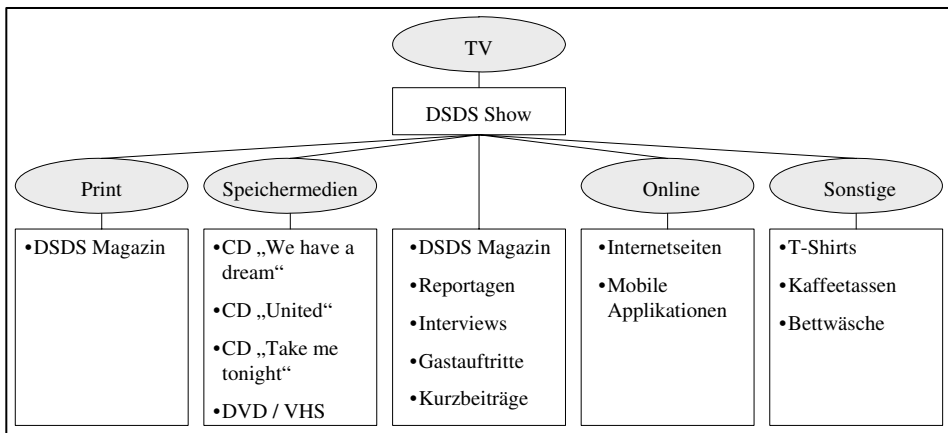 TV
DSDS Show
Print
Speichermedien
Online
Sonstige
•DSDS Magazin
•CD „We have a
dream“
•CD „United“
•CD „Take me
tonight“
•DVD / VHS
•DSDS Magazin
•Reportagen
•Interviews
•Gastauftritte
•Kurzbeiträge
•Internetseiten
•Mobile
Applikationen
•T-Shirts
•Kaffeetassen
•Bettwäsche